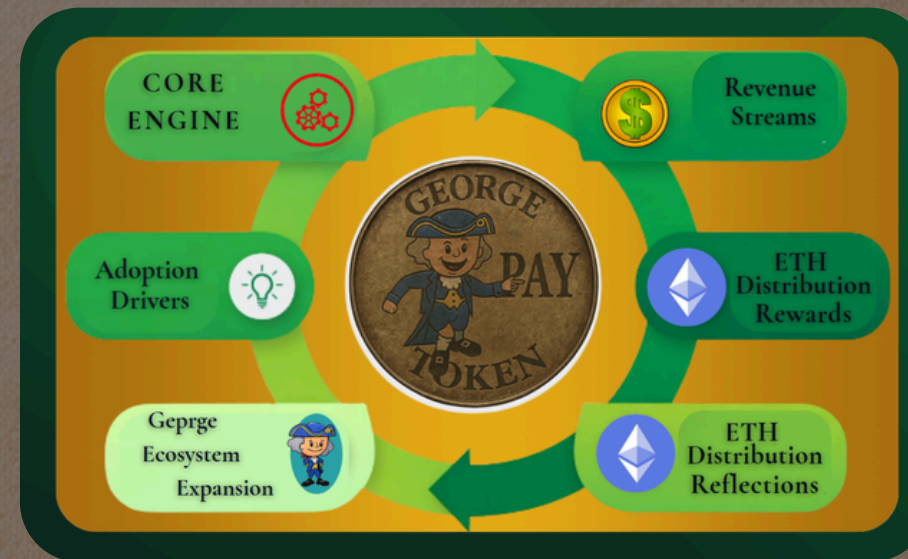 CORE
ENGINE
Revenue
Streams
GEORGE
PAY
TOKEN
Adoption
Drivers
ETH
Distribution
Rewards
Geprge
Ecosystem
Expansion
ETH
Distribution
Reflections